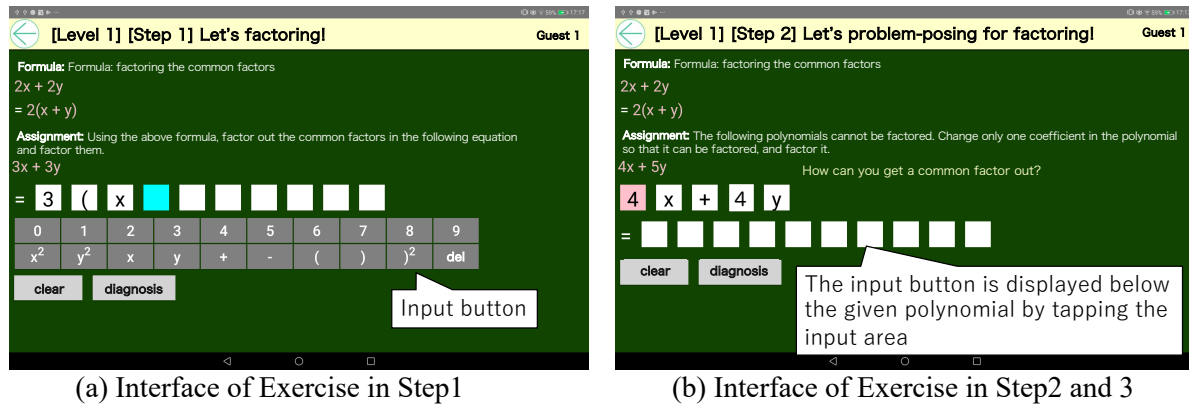 17:17
[Level 1] [Step 1] Let's factoring!
Guest 1
Formula: Formula: factoring the common factors
2x + 2y
= 2(x + y)
Assignment: Using the above formula, factor out the common factors in the following equation
and factor them.
3x + 3y
= 3 ( x
0 1 2 3 4 5 6 7 8 9
x² y² x y + - ( ) )² del
clear diagnosis
Input button
(a) Interface of Exercise in Step1
17:17
[Level 1] [Step 2] Let's problem-posing for factoring!
Guest 1
Formula: Formula: factoring the common factors
2x + 2y
= 2(x + y)
Assignment: The following polynomials cannot be factored. Change only one coefficient in the polynomial
so that it can be factored, and factor it.
4x + 5y
How can you get a common factor out?
4 x + 4 y
=
clear diagnosis
The input button is displayed below
the given polynomial by tapping the
input area
(b) Interface of Exercise in Step2 and 3